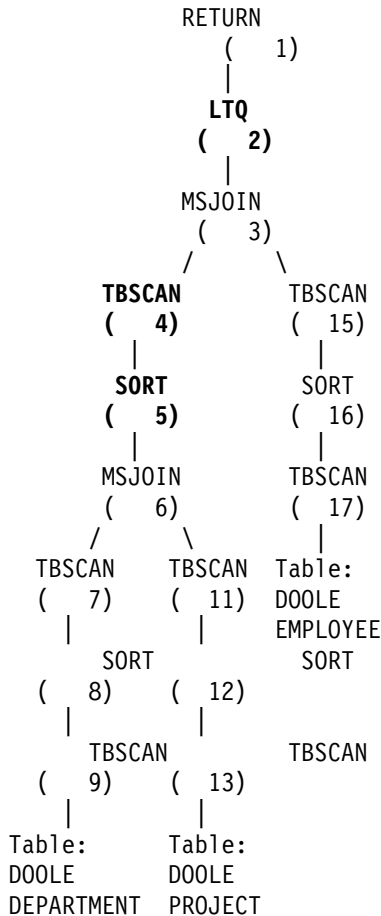 RETURN
( 1)
|
LTQ
( 2)
|
MSJOIN
( 3)
/ \
TBSCAN TBSCAN
( 4) ( 15)
| |
SORT SORT
( 5) ( 16)
| |
MSJOIN TBSCAN
( 6) ( 17)
/ \ |
TBSCAN TBSCAN Table:
( 7) ( 11) DOOLE
| | EMPLOYEE
SORT SORT
( 8) ( 12)
| |
TBSCAN TBSCAN
( 9) ( 13)
| |
Table: Table:
DOOLE DOOLE
DEPARTMENT PROJECT